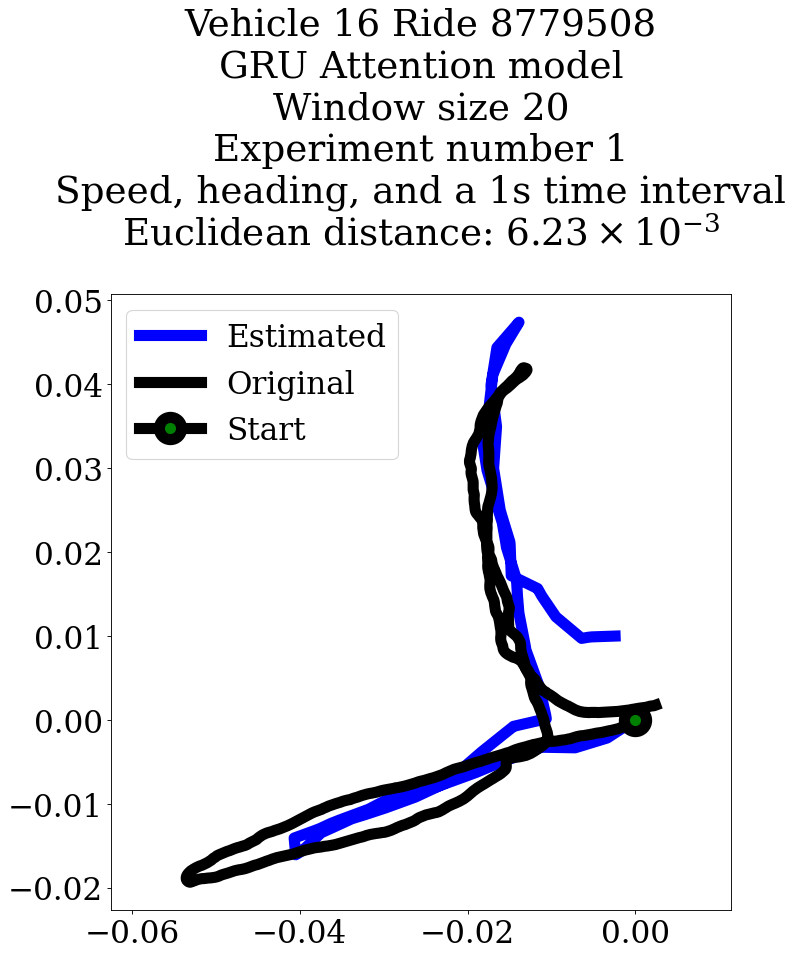 Vehicle 16 Ride 8779508
GRU Attention model
Window size 20
Experiment number 1
Speed, heading, and a 1s time interval
Euclidean distance: 6.23 × 10⁻³
0.05
Estimated
0.04
Original
Start
0.03
0.02
0.01
0.00
−0.01
−0.02
−0.06 −0.04 −0.02 0.00